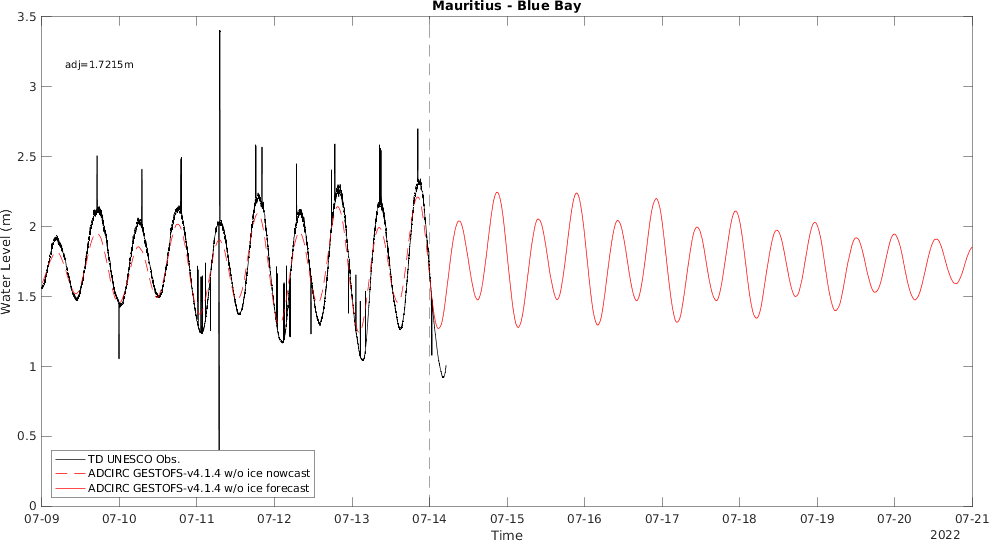 Mauritius - Blue Bay
adj=1.7215m
Water Level (m)
3.5
3
2.5
2
1.5
1
0.5
0
TD UNESCO Obs.
ADCIRC GESTOFS-v4.1.4 w/o ice nowcast
ADCIRC GESTOFS-v4.1.4 w/o ice forecast
07-09 07-10 07-11 07-12 07-13 07-14 07-15 07-16 07-17 07-18 07-19 07-20 07-21
Time
2022